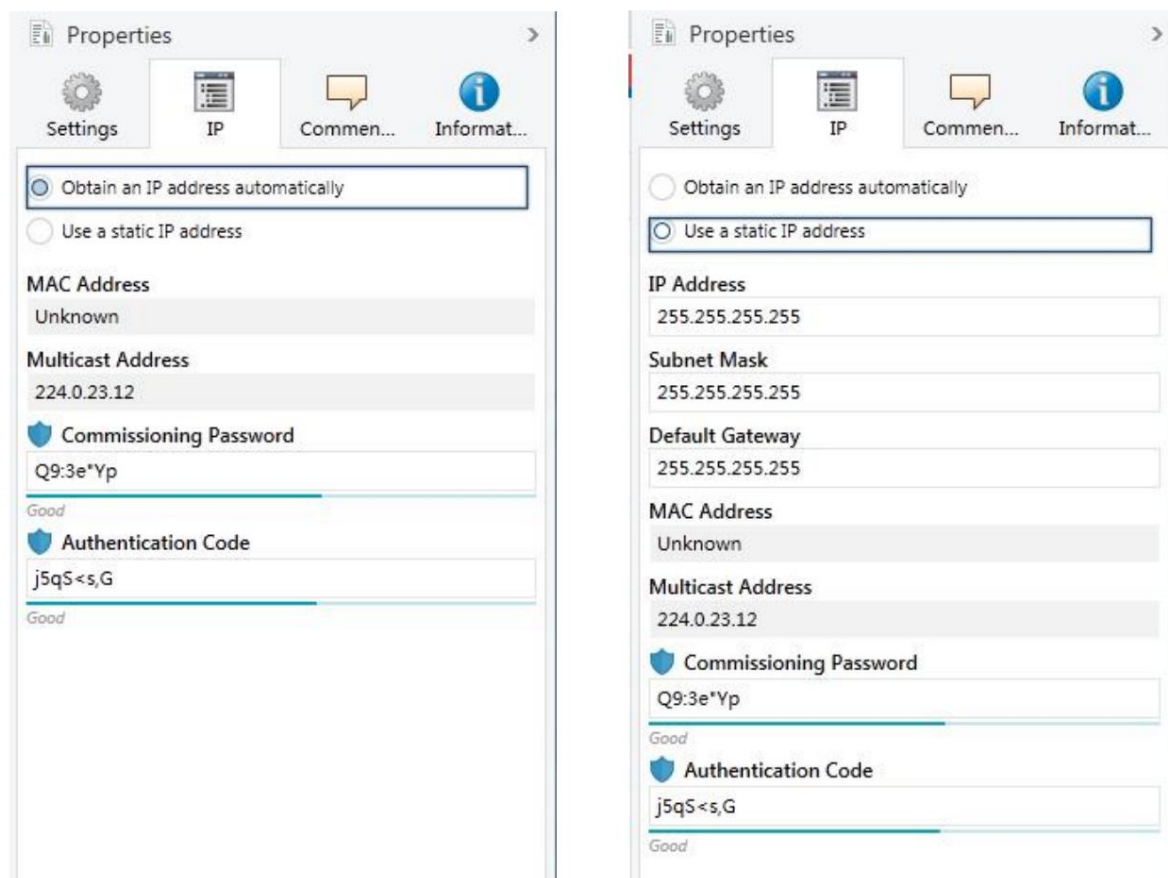 Properties
Settings
IP
Commen...
Informat...
Obtain an IP address automatically
Use a static IP address
MAC Address
Unknown
Multicast Address
224.0.23.12
Commissioning Password
Q9:3e"Yp
Good
Authentication Code
j5qS<s,G
Good
Properties
Settings
IP
Commen...
Informat...
Obtain an IP address automatically
Use a static IP address
IP Address
255.255.255.255
Subnet Mask
255.255.255.255
Default Gateway
255.255.255.255
MAC Address
Unknown
Multicast Address
224.0.23.12
Commissioning Password
Q9:3e"Yp
Good
Authentication Code
j5qS<s,G
Good